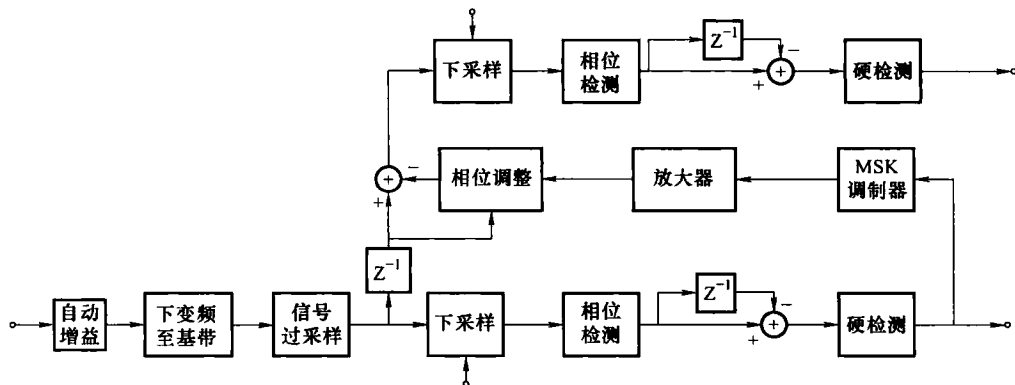 Z⁻¹
−
下采样
相位
检测
+
+
硬检测
−
+
+
相位调整
放大器
MSK
调制器
Z⁻¹
Z⁻¹
−
自动
增益
下变频
至基带
信号
过采样
下采样
相位
检测
+
+
硬检测